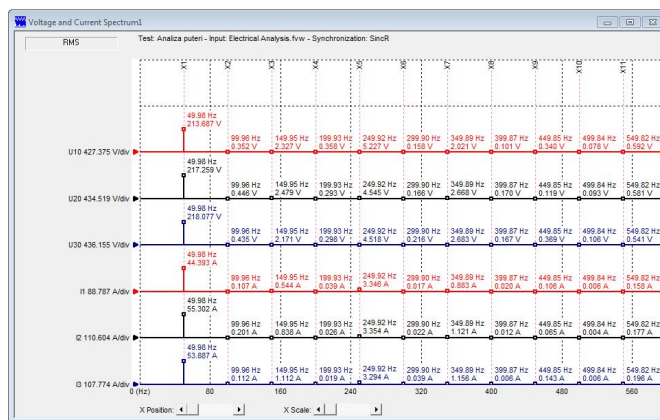 Voltage and Current Spectrum1
RMS
Test: Analiza puteri - Input: Electrical Analysis.fvw - Synchronization: SincR
X1 X2 X3 X4 X5 X6 X7 X8 X9 X10 X11
49.98 Hz
213.687 V
99.96 Hz 149.95 Hz 199.93 Hz 249.92 Hz 299.90 Hz 349.89 Hz 399.87 Hz 449.85 Hz 499.84 Hz 549.82 Hz
0.352 V 2.327 V 0.358 V 5.227 V 0.158 V 2.021 V 0.101 V 0.340 V 0.078 V 0.592 V
U10 427.375 V/div
49.98 Hz
217.259 V
99.96 Hz 149.95 Hz 199.93 Hz 249.92 Hz 299.90 Hz 349.89 Hz 399.87 Hz 449.85 Hz 499.84 Hz 549.82 Hz
0.446 V 2.479 V 0.293 V 4.545 V 0.166 V 2.668 V 0.170 V 0.119 V 0.093 V 0.581 V
U20 434.519 V/div
49.98 Hz
218.077 V
99.96 Hz 149.95 Hz 199.93 Hz 249.92 Hz 299.90 Hz 349.89 Hz 399.87 Hz 449.85 Hz 499.84 Hz 549.82 Hz
0.435 V 2.171 V 0.298 V 4.518 V 0.216 V 2.683 V 0.167 V 0.369 V 0.106 V 0.541 V
U30 436.155 V/div
49.98 Hz
44.393 A
99.96 Hz 149.95 Hz 199.93 Hz 249.92 Hz 299.90 Hz 349.89 Hz 399.87 Hz 449.85 Hz 499.84 Hz 549.82 Hz
0.107 A 0.544 A 0.039 A 3.346 A 0.017 A 0.883 A 0.020 A 0.106 A 0.006 A 0.158 A
I1 88.787 A/div
49.98 Hz
55.302 A
99.96 Hz 149.95 Hz 199.93 Hz 249.92 Hz 299.90 Hz 349.89 Hz 399.87 Hz 449.85 Hz 499.84 Hz 549.82 Hz
0.201 A 0.838 A 0.026 A 3.354 A 0.022 A 1.121 A 0.012 A 0.065 A 0.004 A 0.177 A
I2 110.604 A/div
49.98 Hz
53.887 A
99.96 Hz 149.95 Hz 199.93 Hz 249.92 Hz 299.90 Hz 349.89 Hz 399.87 Hz 449.85 Hz 499.84 Hz 549.82 Hz
0.112 A 1.112 A 0.019 A 3.294 A 0.039 A 1.156 A 0.006 A 0.143 A 0.006 A 0.196 A
I3 107.774 A/div
0 (Hz) 80 160 240 320 400 480 560
X Position: X Scale: